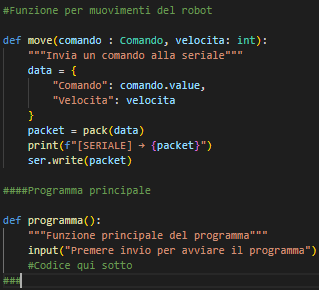 #Funzione per muovimenti del robot
def move(comando : Comando, velocita: int):
"""Invia un comando alla seriale"""
data = {
"Comando": comando.value,
"Velocita": velocita
}
packet = pack(data)
print(f"[SERIALE] → {packet}")
ser.write(packet)
####Programma principale
def programma():
"""Funzione principale del programma"""
input("Premere invio per avviare il programma")
#Codice qui sotto
###